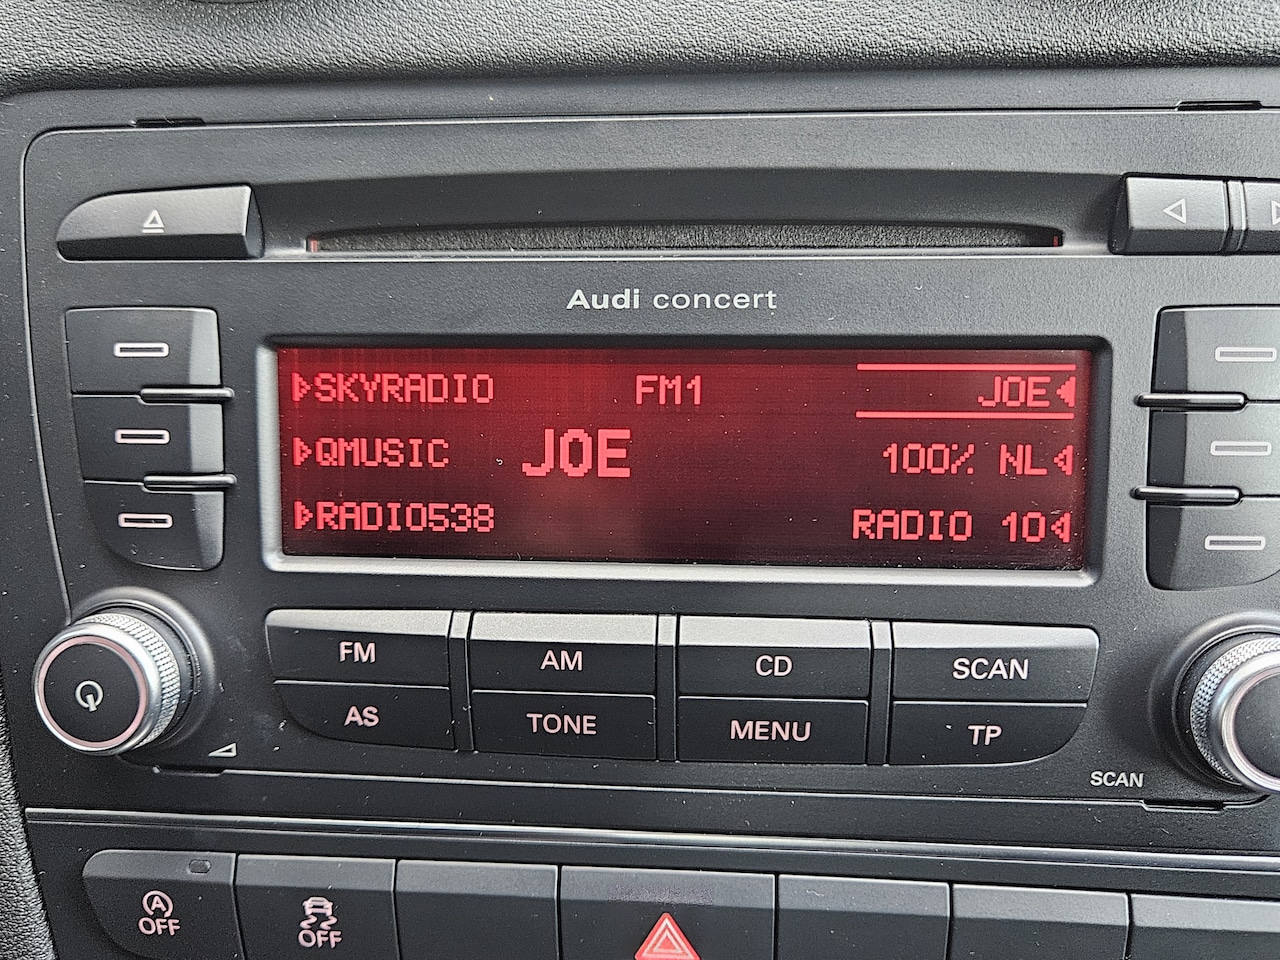 Audi concert
SKYRADIO FM1 JOE
QMUSIC JOE 100% NL
RADIO538 RADIO 10
FM AM CD SCAN
AS TONE MENU TP
SCAN
A
OFF OFF